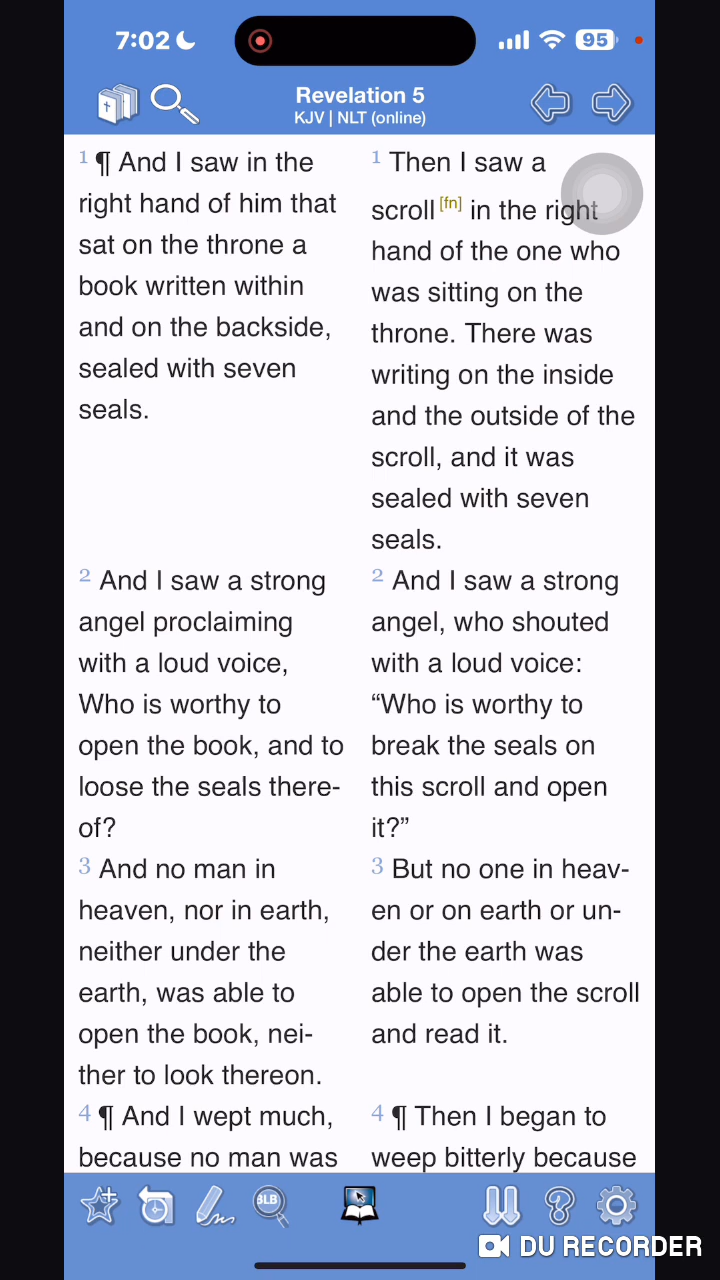 7:02
95
Revelation 5
KJV | NLT (online)
1 ¶ And I saw in the
right hand of him that
sat on the throne a
book written within
and on the backside,
sealed with seven
seals.
2 And I saw a strong
angel proclaiming
with a loud voice,
Who is worthy to
open the book, and to
loose the seals there-
of?
3 And no man in
heaven, nor in earth,
neither under the
earth, was able to
open the book, nei-
ther to look thereon.
4 ¶ And I wept much,
because no man was
1 Then I saw a
scroll [fn] in the right
hand of the one who
was sitting on the
throne. There was
writing on the inside
and the outside of the
scroll, and it was
sealed with seven
seals.
2 And I saw a strong
angel, who shouted
with a loud voice:
“Who is worthy to
break the seals on
this scroll and open
it?”
3 But no one in heav-
en or on earth or un-
der the earth was
able to open the scroll
and read it.
4 ¶ Then I began to
weep bitterly because
BLB
DU RECORDER